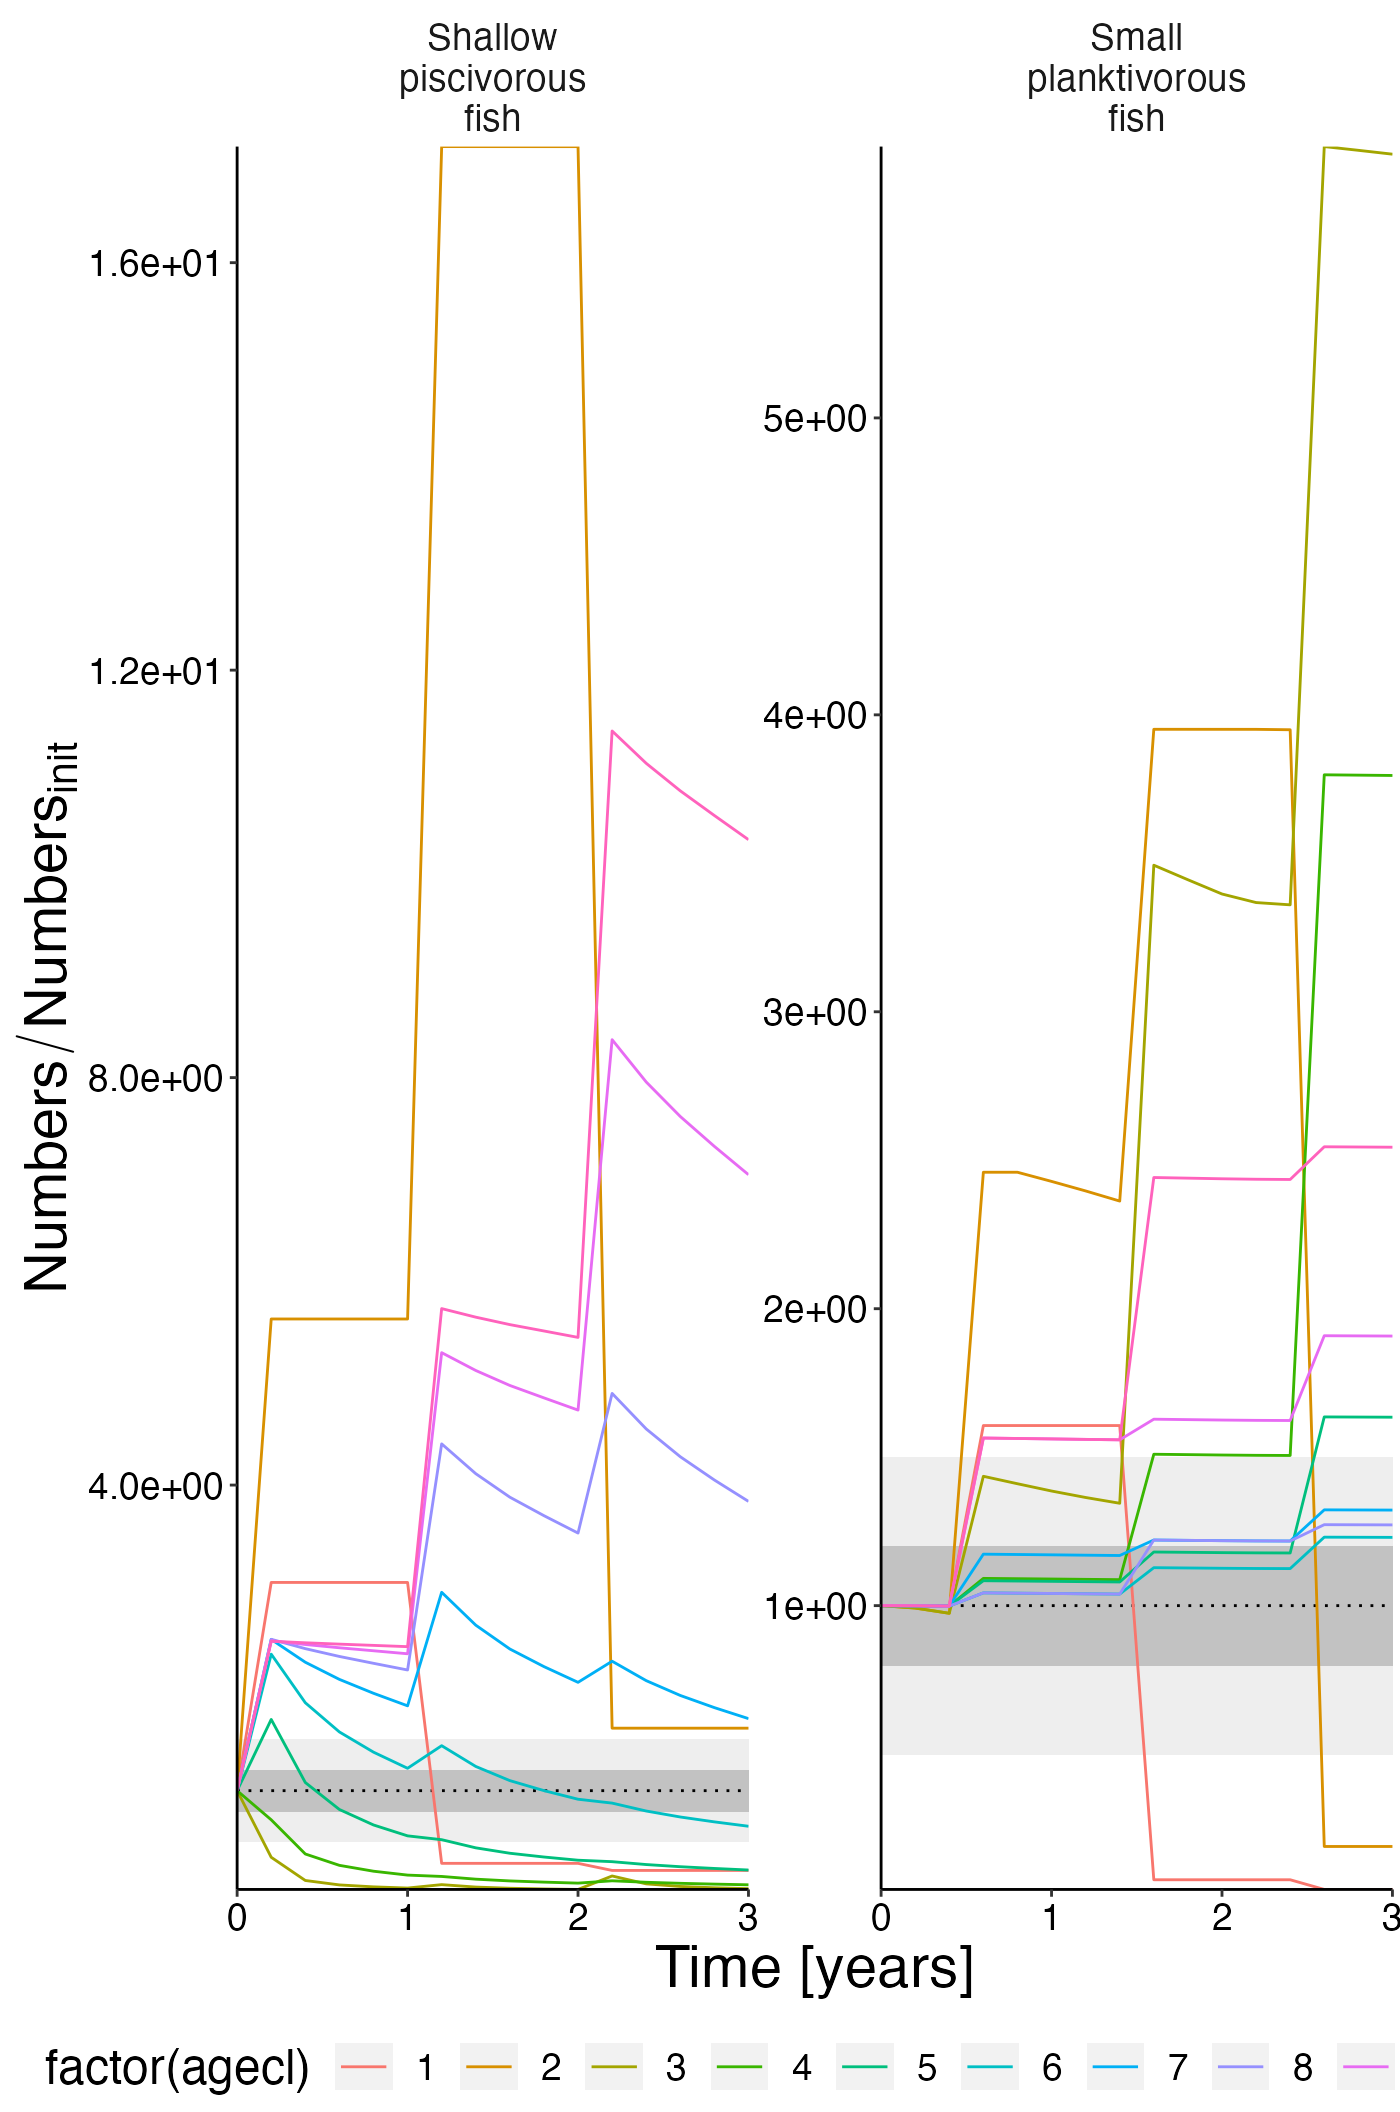 Shallow
piscivorous
fish
Small
planktivorous
fish
1.6e+01
1.2e+01
8.0e+00
4.0e+00
5e+00
4e+00
3e+00
2e+00
1e+00
Numbers / Numbersinit
0 1 2 3
0 1 2 3
Time [years]
factor(agecl) 1 2 3 4 5 6 7 8